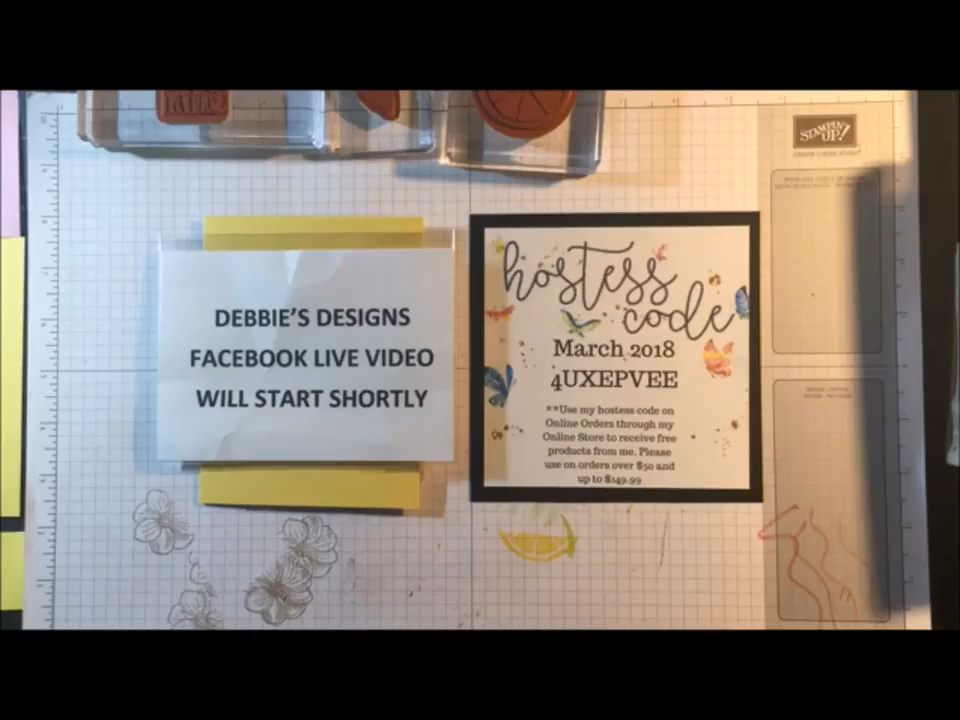 DEBBIE'S DESIGNS
FACEBOOK LIVE VIDEO
WILL START SHORTLY
STAMPIN' UP!
hostess
code
March 2018
4UXEPVEE
**Use my hostess code on
Online Orders through my
Online Store to receive free
products from me. Please
use on orders over $50 and
up to $149.99